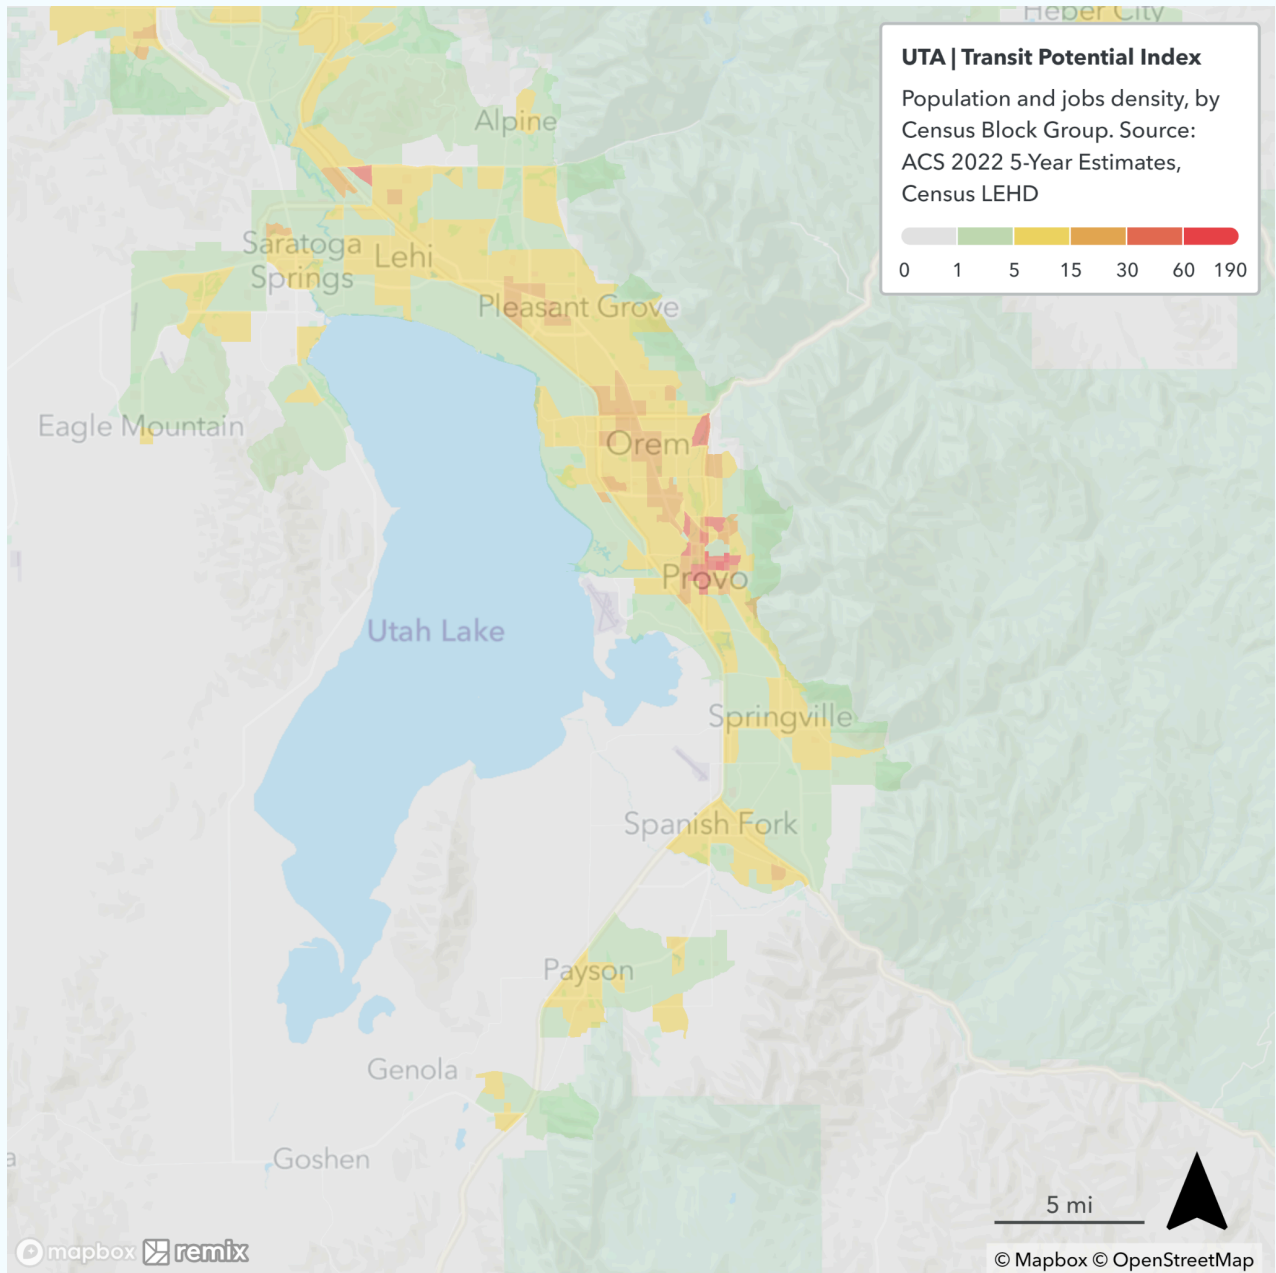 Heber City
UTA | Transit Potential Index
Population and jobs density, by
Census Block Group. Source:
ACS 2022 5-Year Estimates,
Census LEHD
0 1 5 15 30 60 190
Alpine
Saratoga
Springs
Lehi
Pleasant Grove
Eagle Mountain
Orem
Provo
Utah Lake
Springville
Spanish Fork
Payson
Genola
Goshen
a
5 mi
mapbox remix
© Mapbox © OpenStreetMap